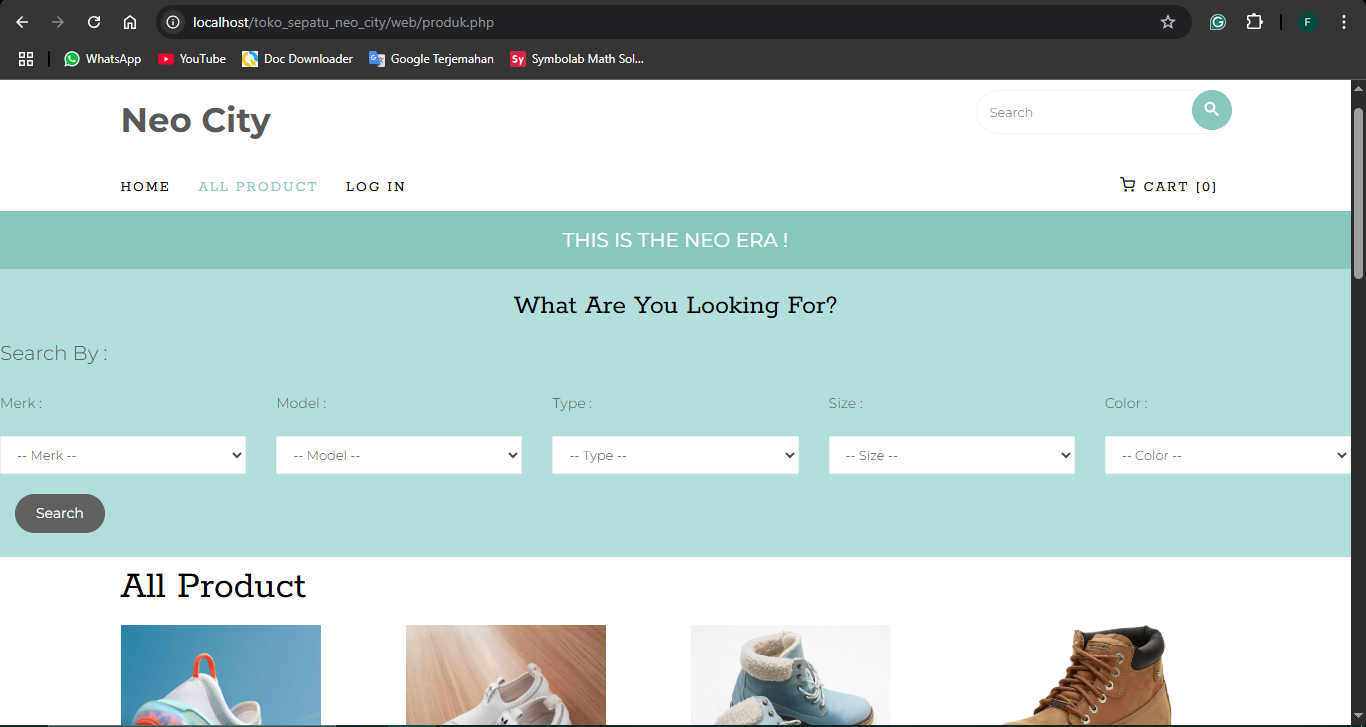 localhost/toko_sepatu_neo_city/web/produk.php
F
WhatsApp
YouTube
Doc Downloader
Google Terjemahan
Sy Symbolab Math Sol...
Neo City
Search
HOME ALL PRODUCT LOG IN CART [0]
THIS IS THE NEO ERA !
What Are You Looking For?
Search By :
Merk : Model : Type : Size : Color :
-- Merk -- -- Model -- -- Type -- -- Size -- -- Color --
Search
All Product